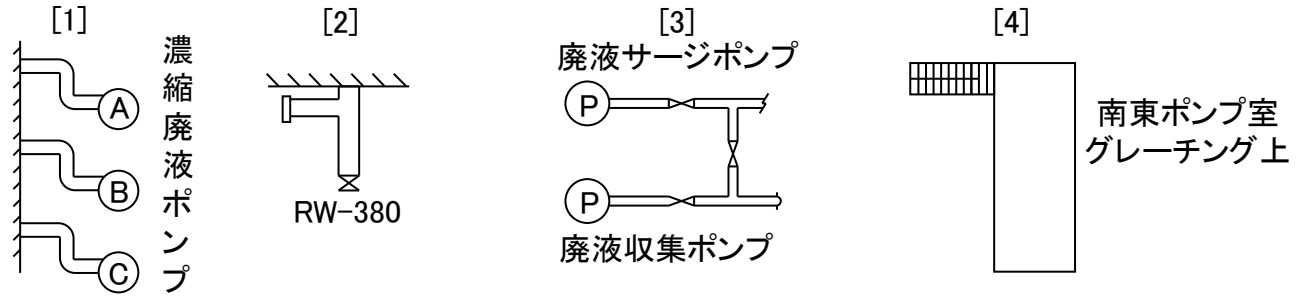 [1]
濃縮廃液ポンプ
A
B
C
[2]
RW-380
[3]
廃液サージポンプ
P
P
廃液収集ポンプ
[4]
南東ポンプ室
グレーチング上